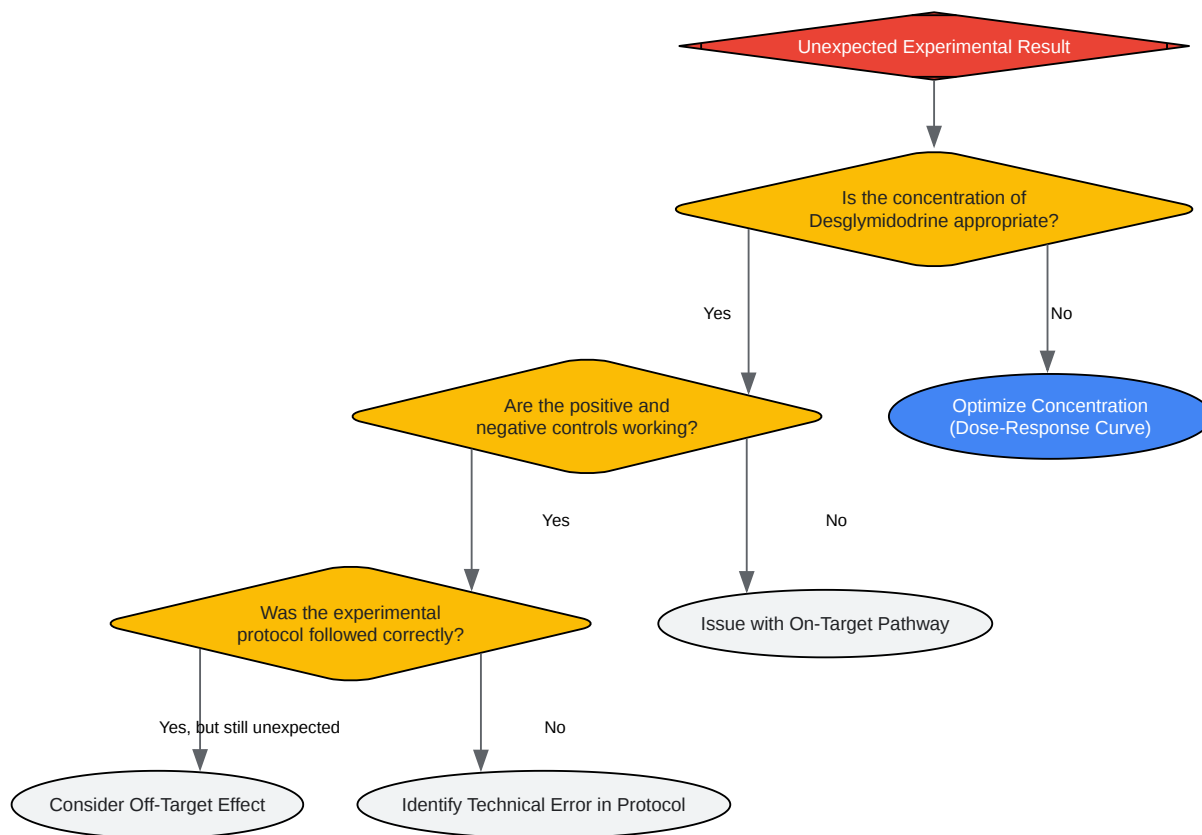 Unexpected Experimental Result
Is the concentration of
Desglymidodrine appropriate?
Yes
No
Are the positive and
negative controls working?
Optimize Concentration
(Dose-Response Curve)
Yes
No
Was the experimental
protocol followed correctly?
Issue with On-Target Pathway
Yes, but still unexpected
No
Consider Off-Target Effect
Identify Technical Error in Protocol